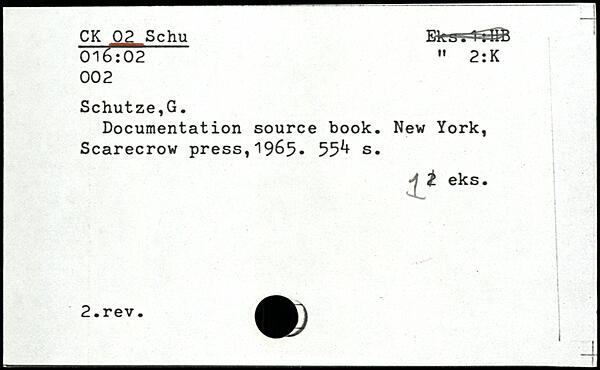 CK 02 Schu
Eks.1:HB
016:02
" 2:K
002
Schutze,G.
Documentation source book. New York,
Scarecrow press,1965. 554 s.
1 2 eks.
2.rev.